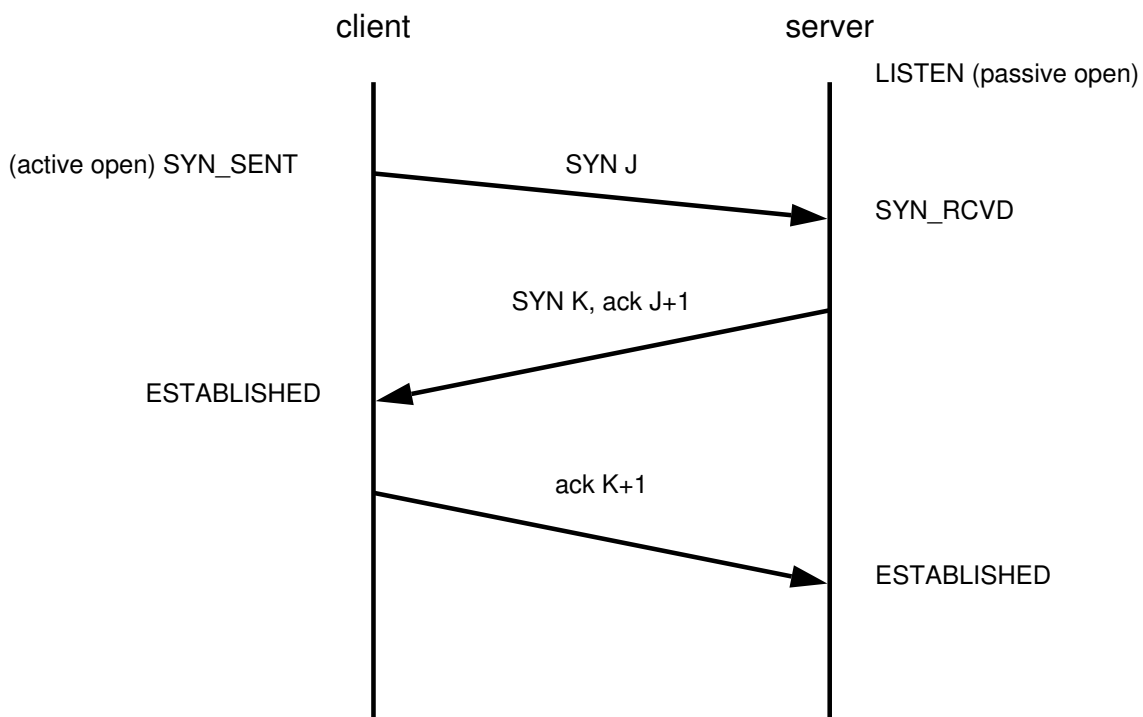 client
server
LISTEN (passive open)
(active open) SYN_SENT
SYN J
SYN_RCVD
SYN K, ack J+1
ESTABLISHED
ack K+1
ESTABLISHED